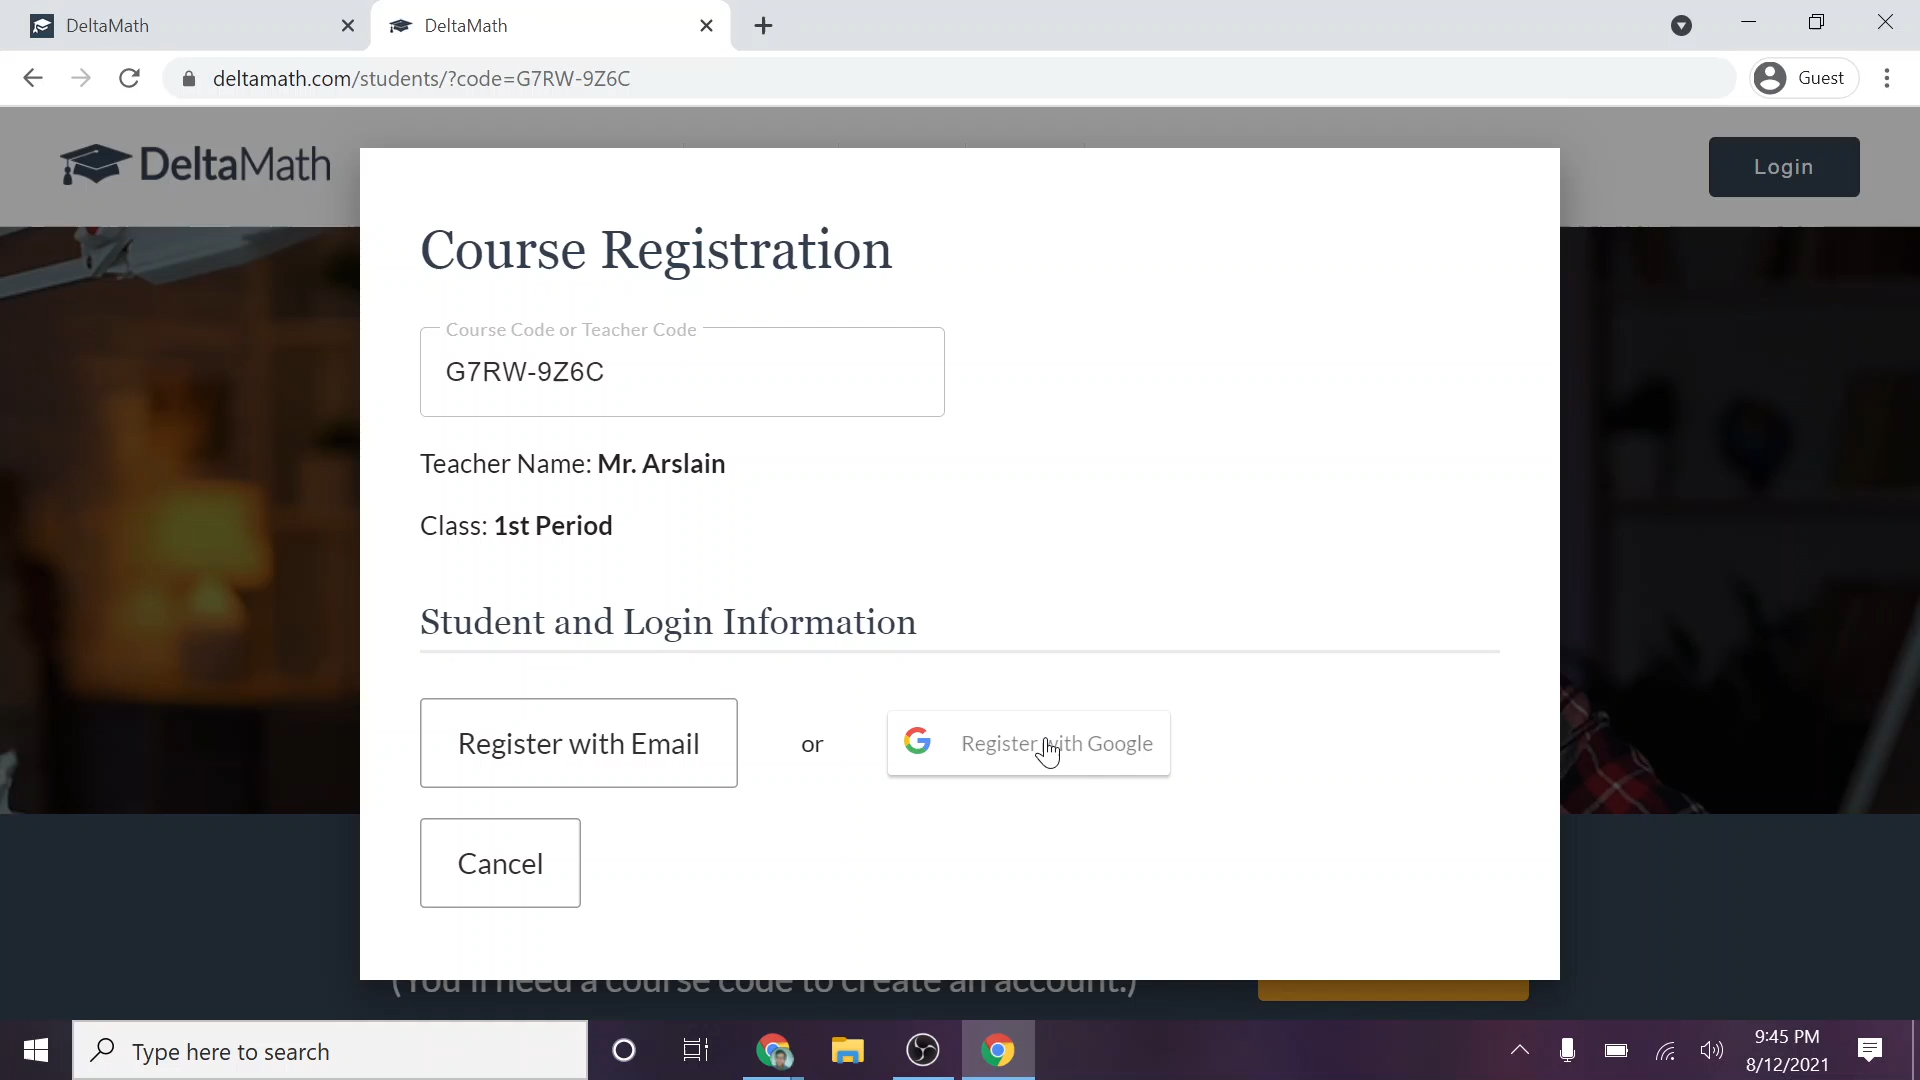 DeltaMath
DeltaMath
deltamath.com/students/?code=G7RW-9Z6C
Guest
DeltaMath
Login
Course Registration
Course Code or Teacher Code
G7RW-9Z6C
Teacher Name: Mr. Arslain
Class: 1st Period
Student and Login Information
Register with Email
or
Register with Google
Cancel
(You'll need a course code to create an account.)
Type here to search
9:45 PM
8/12/2021